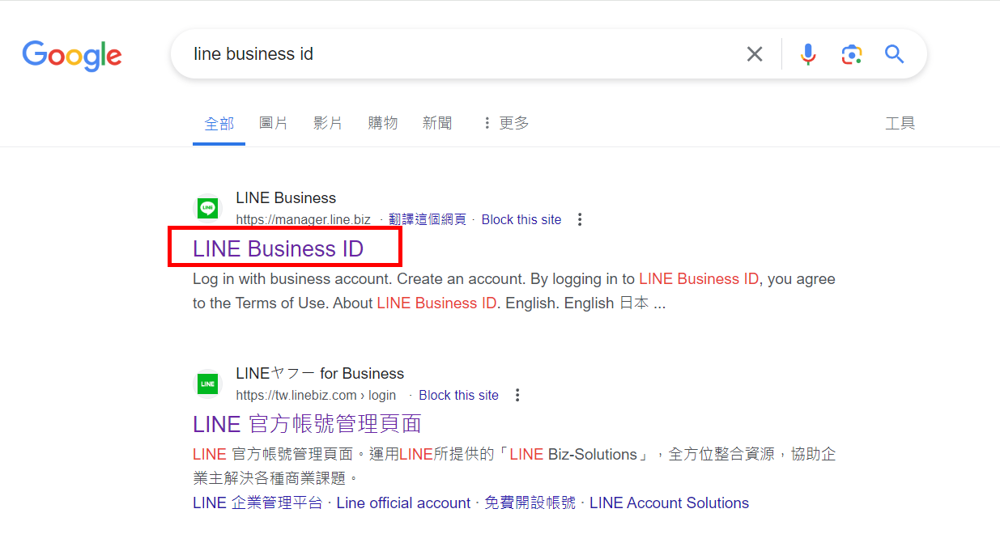 Google
line business id
全部 圖片 影片 購物 新聞 ⋮ 更多 工具
LINE
LINE Business
https://manager.line.biz · 翻譯這個網頁 · Block this site
LINE Business ID
Log in with business account. Create an account. By logging in to LINE Business ID, you agree
to the Terms of Use. About LINE Business ID. English. English 日本 ...
LINE
LINEヤフー for Business
https://tw.linebiz.com › login · Block this site
LINE 官方帳號管理頁面
LINE 官方帳號管理頁面。運用LINE所提供的「LINE Biz-Solutions」，全方位整合資源，協助企
業主解決各種商業課題。
LINE 企業管理平台 · Line official account · 免費開設帳號 · LINE Account Solutions